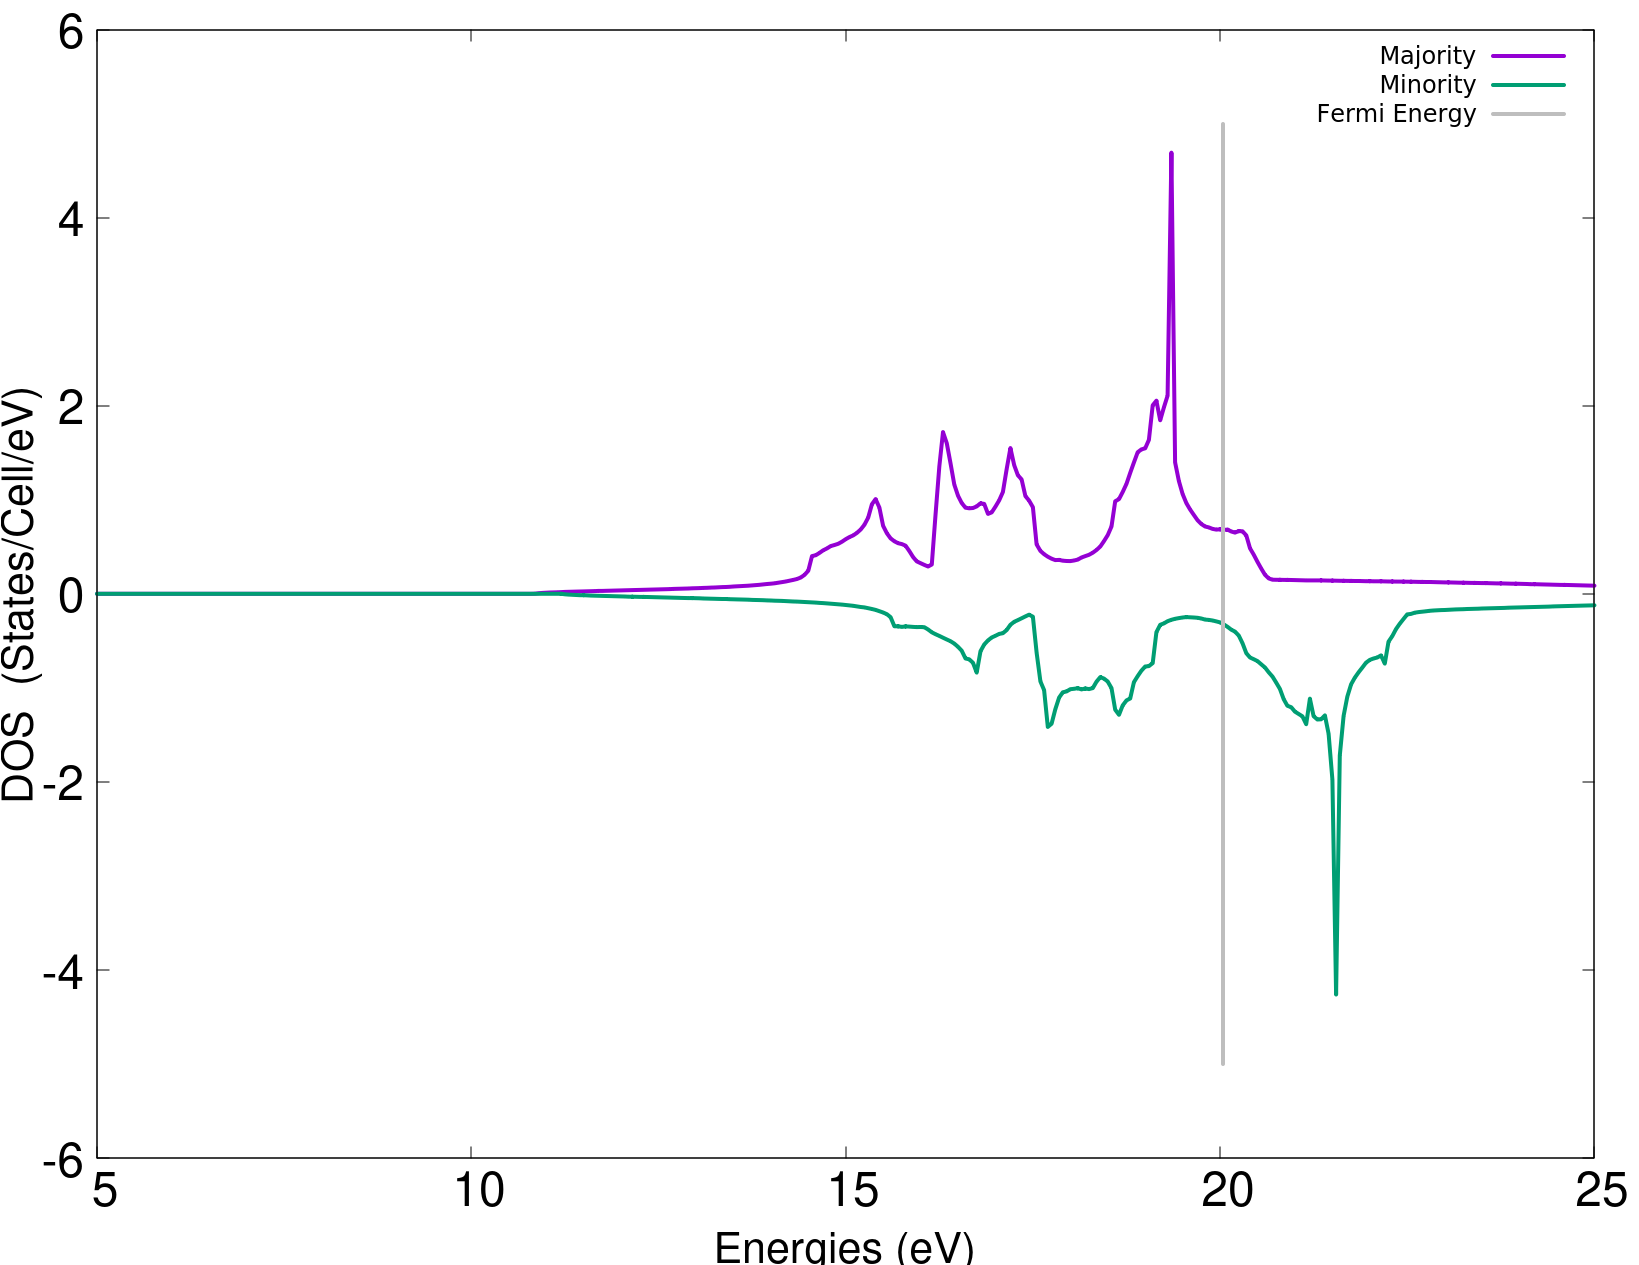 6
Majority
Minority
Fermi Energy
4
2
0
-2
-4
-6
DOS (States/Cell/eV)
5 10 15 20 25
Energies (eV)